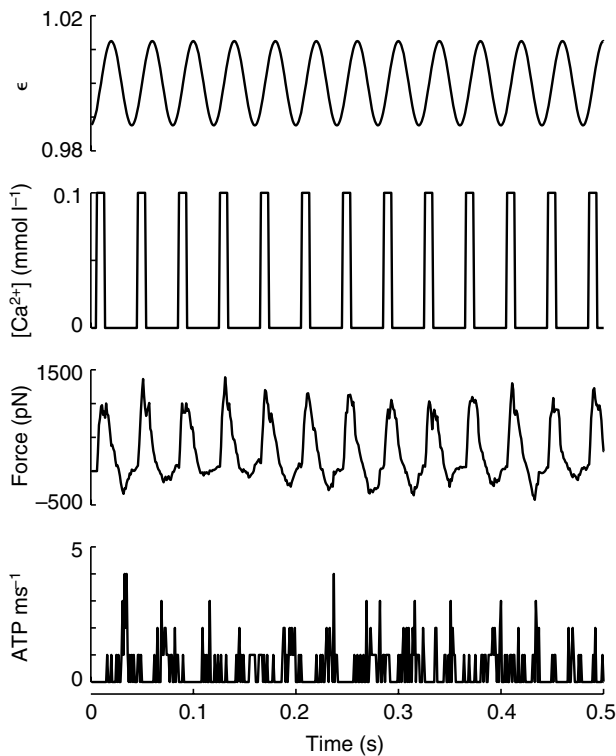 1.02
ϵ
0.98
0.1
[Ca²⁺] (mmol l⁻¹)
0
1500
Force (pN)
–500
5
ATP ms⁻¹
0
0 0.1 0.2 0.3 0.4 0.5
Time (s)